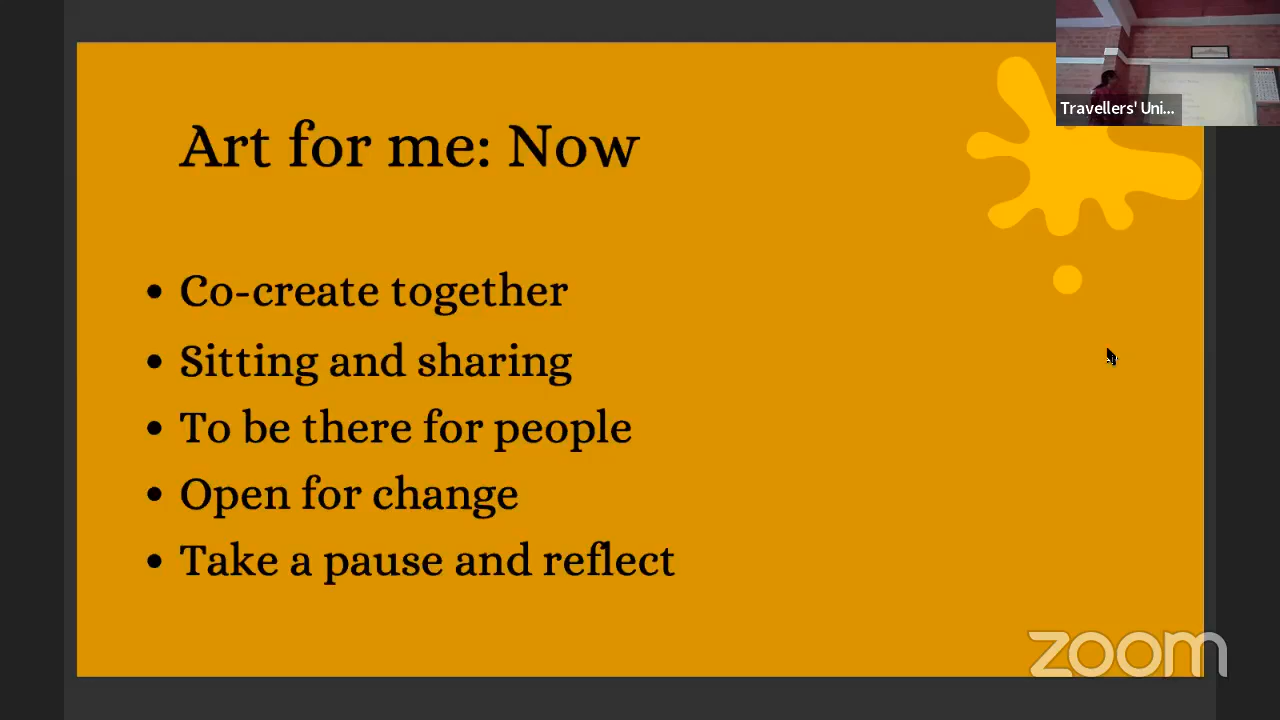 Travellers' Uni...
Art for me: Now
• Co-create together
• Sitting and sharing
• To be there for people
• Open for change
• Take a pause and reflect
zoom